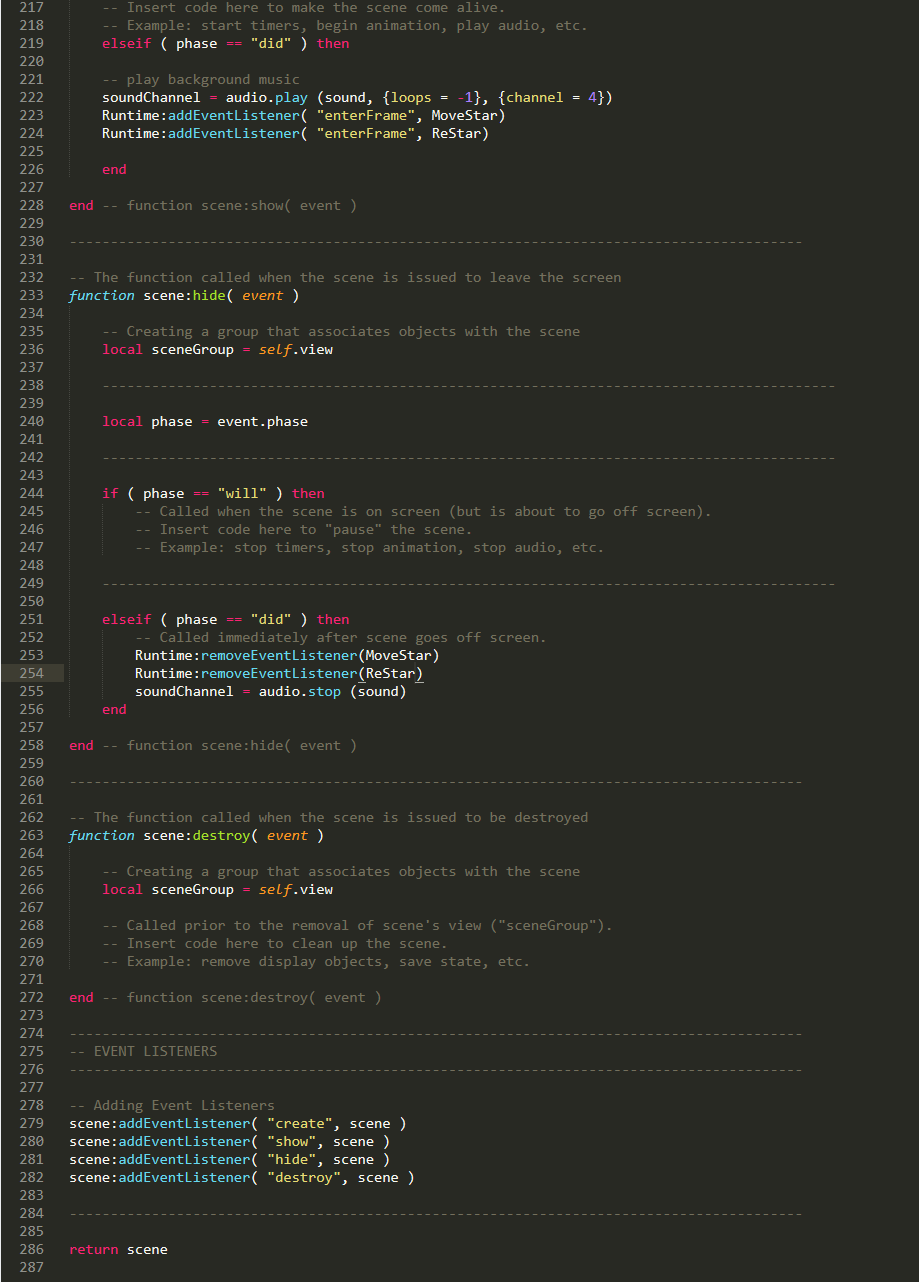 217 -- Insert code here to make the scene come alive.
218 -- Example: start timers, begin animation, play audio, etc.
219 elseif ( phase == "did" ) then
220
221 -- play background music
222 soundChannel = audio.play (sound, {loops = -1}, {channel = 4})
223 Runtime:addEventListener( "enterFrame", MoveStar)
224 Runtime:addEventListener( "enterFrame", ReStar)
225
226 end
227
228 end -- function scene:show( event )
229
230 -----------------------------------------------------------------------------------------
231
232 -- The function called when the scene is issued to leave the screen
233 function scene:hide( event )
234
235 -- Creating a group that associates objects with the scene
236 local sceneGroup = self.view
237
238 -----------------------------------------------------------------------------------------
239
240 local phase = event.phase
241
242 -----------------------------------------------------------------------------------------
243
244 if ( phase == "will" ) then
245 -- Called when the scene is on screen (but is about to go off screen).
246 -- Insert code here to "pause" the scene.
247 -- Example: stop timers, stop animation, stop audio, etc.
248
249 -----------------------------------------------------------------------------------------
250
251 elseif ( phase == "did" ) then
252 -- Called immediately after scene goes off screen.
253 Runtime:removeEventListener(MoveStar)
254 Runtime:removeEventListener(ReStar)
255 soundChannel = audio.stop (sound)
256 end
257
258 end -- function scene:hide( event )
259
260 -----------------------------------------------------------------------------------------
261
262 -- The function called when the scene is issued to be destroyed
263 function scene:destroy( event )
264
265 -- Creating a group that associates objects with the scene
266 local sceneGroup = self.view
267
268 -- Called prior to the removal of scene's view ("sceneGroup").
269 -- Insert code here to clean up the scene.
270 -- Example: remove display objects, save state, etc.
271
272 end -- function scene:destroy( event )
273
274 -----------------------------------------------------------------------------------------
275 -- EVENT LISTENERS
276 -----------------------------------------------------------------------------------------
277
278 -- Adding Event Listeners
279 scene:addEventListener( "create", scene )
280 scene:addEventListener( "show", scene )
281 scene:addEventListener( "hide", scene )
282 scene:addEventListener( "destroy", scene )
283
284 -----------------------------------------------------------------------------------------
285
286 return scene
287